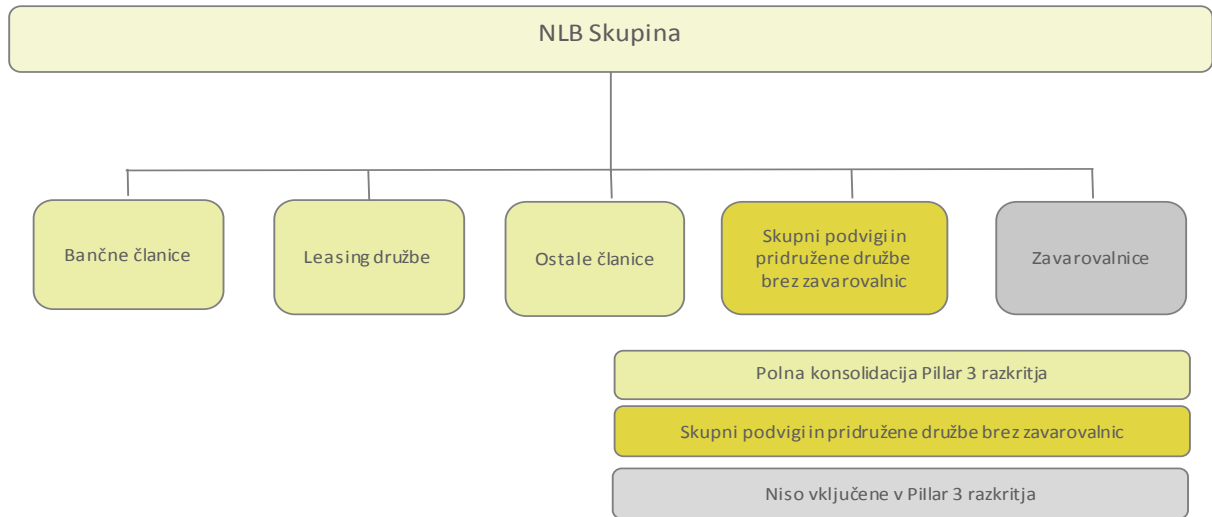 NLB Skupina
Bančne članice
Leasing družbe
Ostale članice
Skupni podvigi in
pridružene družbe
brez zavarovalnic
Zavarovalnice
Polna konsolidacija Pillar 3 razkritja
Skupni podvigi in pridružene družbe brez zavarovalnic
Niso vključene v Pillar 3 razkritja